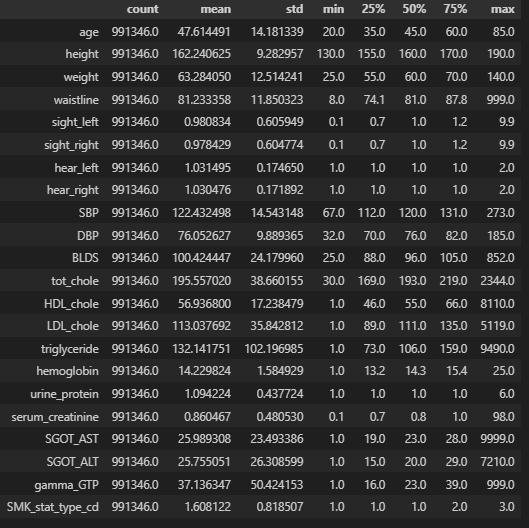 count mean std min 25% 50% 75% max
age 991346.0 47.614491 14.181339 20.0 35.0 45.0 60.0 85.0
height 991346.0 162.240625 9.282957 130.0 155.0 160.0 170.0 190.0
weight 991346.0 63.284050 12.514241 25.0 55.0 60.0 70.0 140.0
waistline 991346.0 81.233358 11.850323 8.0 74.1 81.0 87.8 999.0
sight_left 991346.0 0.980834 0.605949 0.1 0.7 1.0 1.2 9.9
sight_right 991346.0 0.978429 0.604774 0.1 0.7 1.0 1.2 9.9
hear_left 991346.0 1.031495 0.174650 1.0 1.0 1.0 1.0 2.0
hear_right 991346.0 1.030476 0.171892 1.0 1.0 1.0 1.0 2.0
SBP 991346.0 122.432498 14.543148 67.0 112.0 120.0 131.0 273.0
DBP 991346.0 76.052627 9.889365 32.0 70.0 76.0 82.0 185.0
BLDS 991346.0 100.424447 24.179960 25.0 88.0 96.0 105.0 852.0
tot_chole 991346.0 195.557020 38.660155 30.0 169.0 193.0 219.0 2344.0
HDL_chole 991346.0 56.936800 17.238479 1.0 46.0 55.0 66.0 8110.0
LDL_chole 991346.0 113.037692 35.842812 1.0 89.0 111.0 135.0 5119.0
triglyceride 991346.0 132.141751 102.196985 1.0 73.0 106.0 159.0 9490.0
hemoglobin 991346.0 14.229824 1.584929 1.0 13.2 14.3 15.4 25.0
urine_protein 991346.0 1.094224 0.437724 1.0 1.0 1.0 1.0 6.0
serum_creatinine 991346.0 0.860467 0.480530 0.1 0.7 0.8 1.0 98.0
SGOT_AST 991346.0 25.989308 23.493386 1.0 19.0 23.0 28.0 9999.0
SGOT_ALT 991346.0 25.755051 26.308599 1.0 15.0 20.0 29.0 7210.0
gamma_GTP 991346.0 37.136347 50.424153 1.0 16.0 23.0 39.0 999.0
SMK_stat_type_cd 991346.0 1.608122 0.818507 1.0 1.0 1.0 2.0 3.0